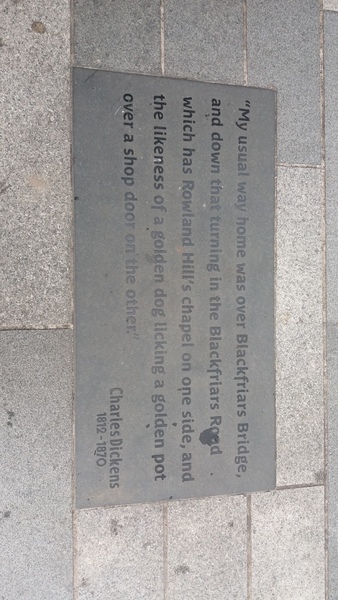 “My usual way home was over Blackfriars Bridge,
and down that turning in the Blackfriars Road
which has Rowland Hill's chapel on one side, and
the likeness of a golden dog licking a golden pot
over a shop door on the other.”
Charles Dickens
1812-1870